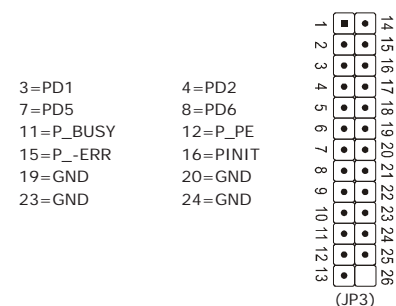 3=PD1 4=PD2
7=PD5 8=PD6
11=P_BUSY 12=P_PE
15=P_-ERR 16=PINIT
19=GND 20=GND
23=GND 24=GND
1 14
2 15
3 16
4 17
5 18
6 19
7 20
8 21
9 22
10 23
11 24
12 25
13 26
(JP3)